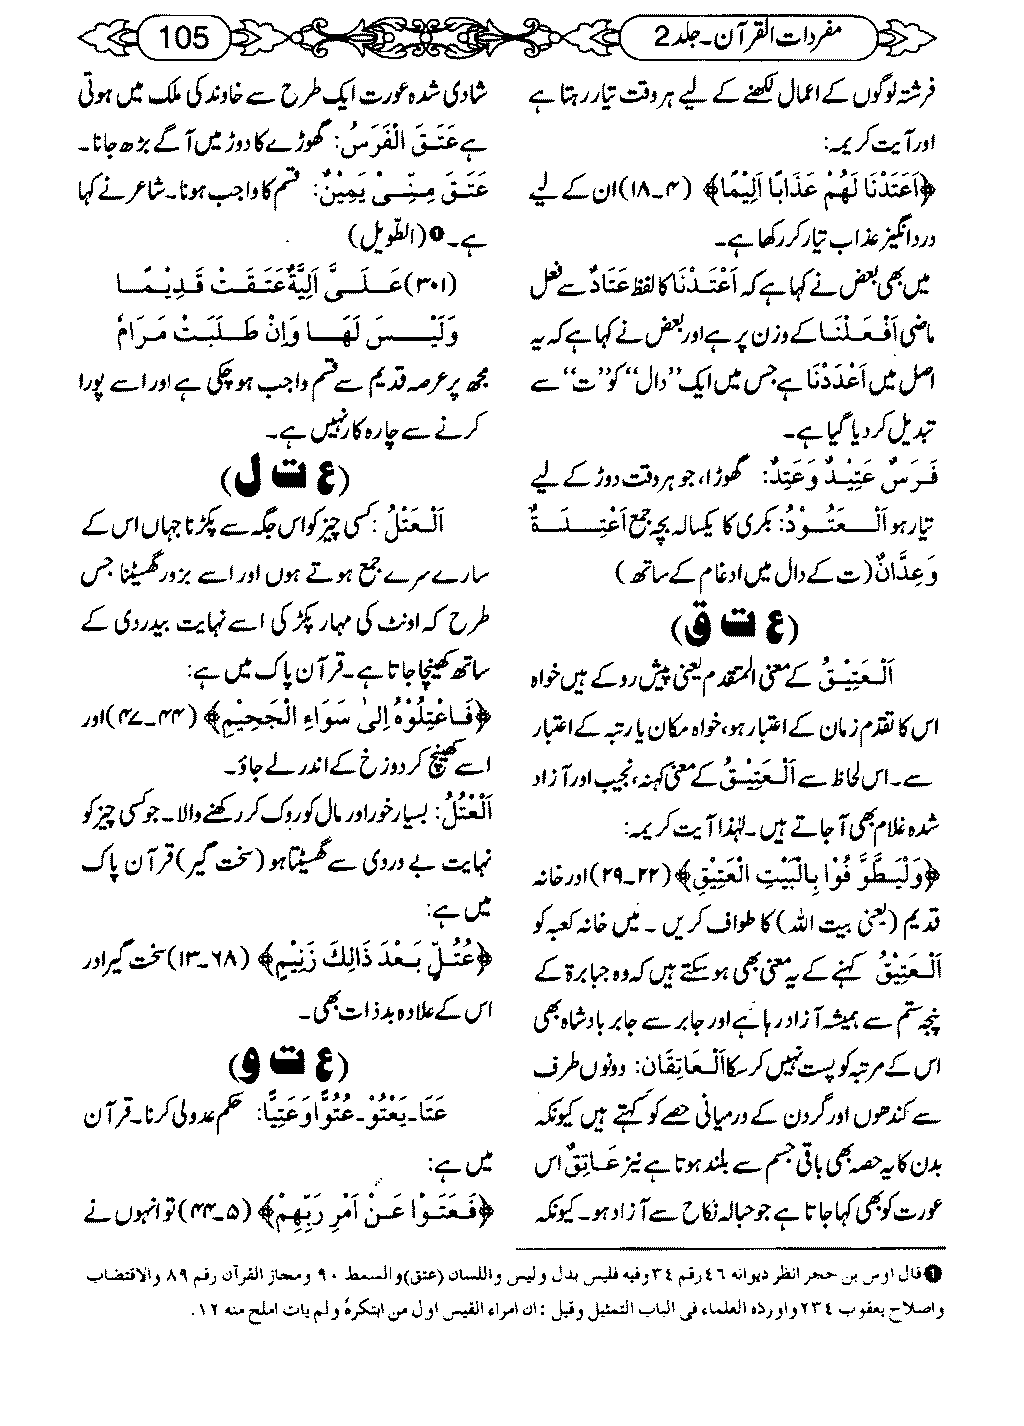 مفردات القرآن۔جلد 2
105
فرشتہ لوگوں کے اعمال لکھنے کے لیے ہر وقت تیار رہتا ہے
اور آیت کریمہ:
﴿اَعْتَدْنَا لَهُمْ عَذَابًا اَلِيْمًا﴾ (۴۔۱۸) ان کے لیے
درد انگیز عذاب تیار کر رکھا ہے۔
میں بھی بعض نے کہا ہے کہ اَعْتَدْنَا کا لفظ عَتَادٌ سے فعل
ماضی اَفْعَلْنَا کے وزن پر ہے اور بعض نے کہا ہے کہ یہ
اصل میں اَعْدَدْنَا ہے جس میں ایک ”دال“ کو ”ت“ سے
تبدیل کر دیا گیا ہے۔
فَرَسٌ عَتِيْدٌ وَعَتِدٌ: گھوڑا، جو ہر وقت دوڑ کے لیے
تیار ہو اَلْعَتُوْدُ: بکری کا یکسالہ بچہ جمع اَعْتِدَةٌ
وَعِدَّانٌ (ت کے دال میں ادغام کے ساتھ)
(ع ت ق)
اَلْعَتِيْقُ کے معنی المتقدم یعنی پیش رو کے ہیں خواہ
اس کا تقدم زمان کے اعتبار ہو، خواہ مکان یا رتبہ کے اعتبار
سے۔ اس لحاظ سے اَلْعَتِيْقُ کے معنی کہنہ، نجیب اور آزاد
شدہ غلام بھی آ جاتے ہیں۔ لہٰذا آیت کریمہ:
﴿وَلْيَطَّوَّفُوْا بِالْبَيْتِ الْعَتِيْقِ﴾ (۲۲۔۲۹) اور خانہ
قدیم (یعنی بیت اللہ) کا طواف کریں۔ میں خانہ کعبہ کو
اَلْعَتِيْقُ کہنے کے یہ معنی بھی ہو سکتے ہیں کہ وہ جبابرۃ کے
پنجہ ستم سے ہمیشہ آزاد رہا ہے اور جابر سے جابر بادشاہ بھی
اس کے مرتبہ کو پست نہیں کر سکا اَلْعَاتِقَانِ: دونوں طرف
سے کندھوں اور گردن کے درمیانی حصے کو کہتے ہیں کیونکہ
بدن کا یہ حصہ بھی باقی جسم سے بلند ہوتا ہے نیز عَاتِقٌ اس
عورت کو بھی کہا جاتا ہے جو حبالہ نکاح سے آزاد ہو۔ کیونکہ
شادی شدہ عورت ایک طرح سے خاوند کی ملک میں ہوتی
ہے عَتَقَ الْفَرَسُ: گھوڑے کا دوڑ میں آگے بڑھ جانا۔
عَتَقَ مِنِّيْ يَمِيْنٌ: قسم کا واجب ہونا۔ شاعر نے کہا
ہے۔❶ (الطّویل)
(۳۰۱) عَلَىَّ اَلِيَّةٌ عَتَقَتْ قَدِيْمًا
وَلَيْسَ لَهَا وَاِنْ طَلَبَتْ مَرَامٗ
مجھ پر عرصہ قدیم سے قسم واجب ہو چکی ہے اور اسے پورا
کرنے سے چارہ کار نہیں ہے۔
(ع ت ل)
اَلْعَتْلُ: کسی چیز کو اس جگہ سے پکڑنا جہاں اس کے
سارے سرے جمع ہوتے ہوں اور اسے بزور گھسیٹنا جس
طرح کہ اونٹ کی مہار پکڑ کی اسے نہایت بیدردی کے
ساتھ کھینچا جاتا ہے۔ قرآن پاک میں ہے:
﴿فَاعْتِلُوْهُ اِلىٰ سَوَاءِ الْجَحِيْمِ﴾ (۴۴۔۴۷) اور
اسے کھینچ کر دوزخ کے اندر لے جاؤ۔
اَلْعُتُلُّ: بسیار خور اور مال کو روک کر رکھنے والا۔ جو کسی چیز کو
نہایت بے دردی سے گھسیٹتا ہو (سخت گیر) قرآن پاک
میں ہے:
﴿عُتُلٍّ بَعْدَ ذَالِكَ زَنِيْمٍ﴾ (۶۸۔۱۳) سخت گیر اور
اس کے علاوہ بد ذات بھی۔
(ع ت و)
عَتَا۔ يَعْتُوْ۔ عُتُوًّا وَعِتِيًّا: حکم عدولی کرنا۔ قرآن
میں ہے:
﴿فَعَتَوْا عَنْ اَمْرِ رَبِّهِمْ﴾ (۵۔۴۴) تو انہوں نے
❶ قال اوس بن حجر انظر دیوانه ٤٦ رقم ٣٤ وفیه فلیس بدل ولیس واللسان (عتق) والسمط ٩٠ ومجاز القرآن رقم ٨٩ والاقتضاب
واصلاح یعقوب ٢٣٤ واورده العلماء فی الباب التمثیل وقیل: ان امراء القیس اول من ابتکرهٗ ولم یات املح منه ١٢.